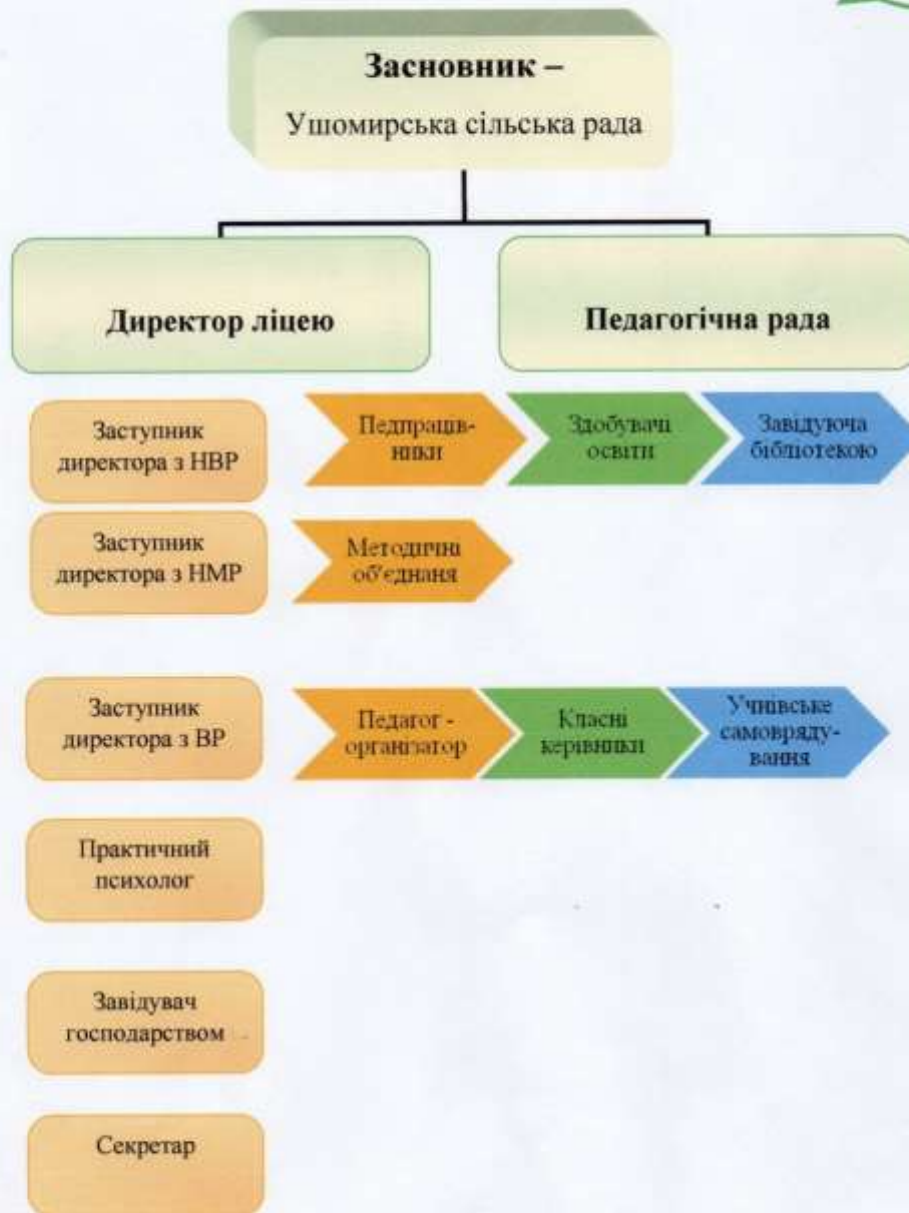 Засновник –
Ушомирська сільська рада
Директор ліцею
Педагогічна рада
Заступник
директора з НВР
Педпраців-
ники
Здобувачі
освіти
Завідуюча
бібліотекою
Заступник
директора з НМР
Методичні
об'єднаня
Заступник
директора з ВР
Педагог -
організатор
Класні
керівники
Учнівське
самовряду-
вання
Практичний
психолог
Завідувач
господарством
Секретар